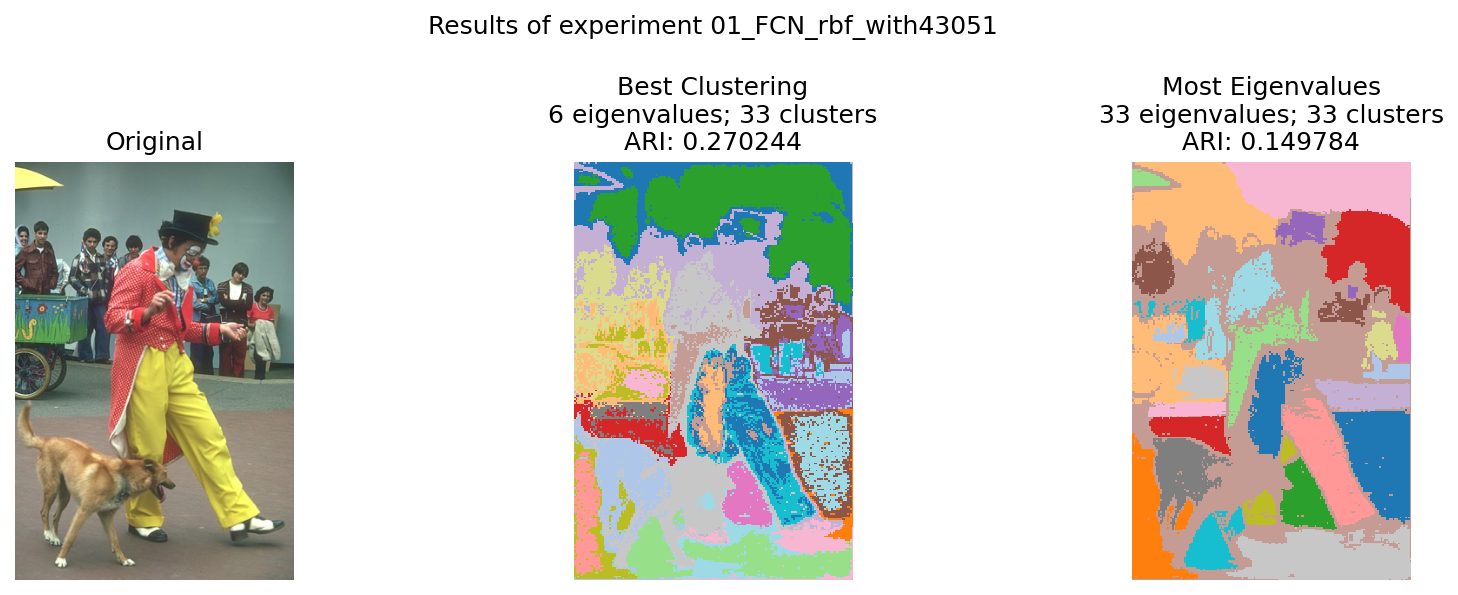 Results of experiment 01_FCN_rbf_with43051
Original
Best Clustering
6 eigenvalues; 33 clusters
ARI: 0.270244
Most Eigenvalues
33 eigenvalues; 33 clusters
ARI: 0.149784